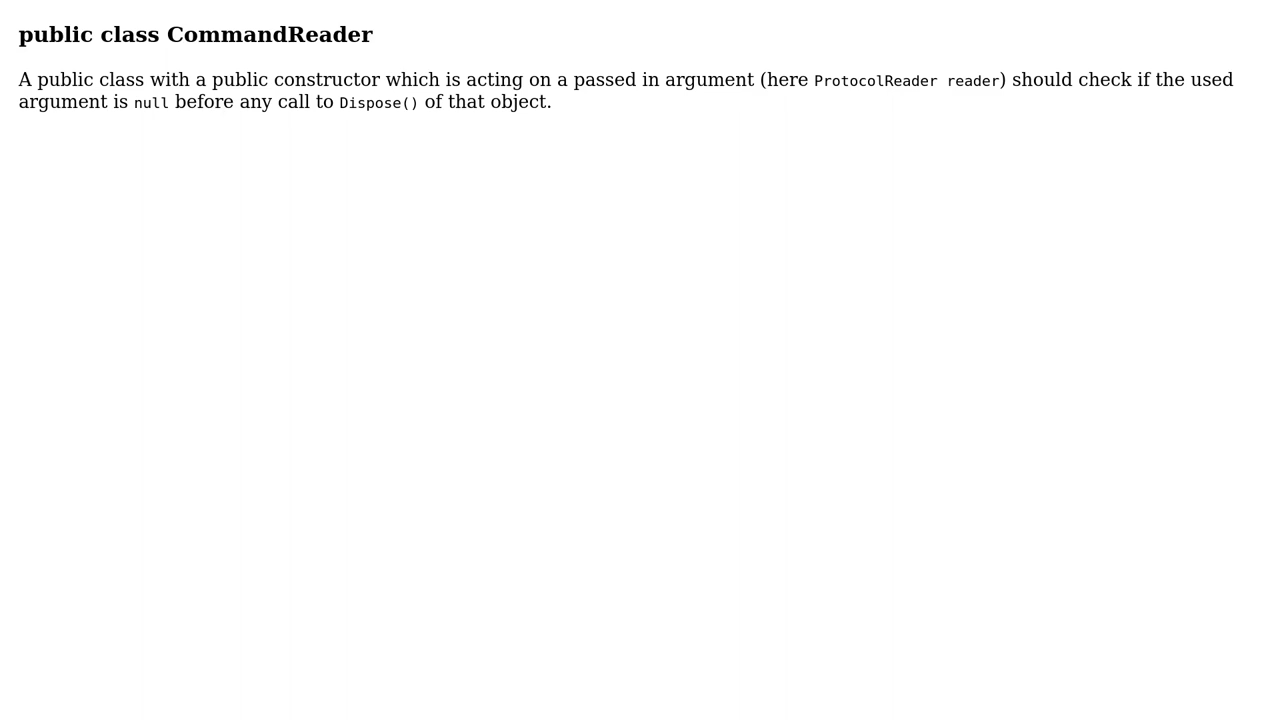 public class CommandReader
A public class with a public constructor which is acting on a passed in argument (here ProtocolReader reader) should check if the used
argument is null before any call to Dispose() of that object.